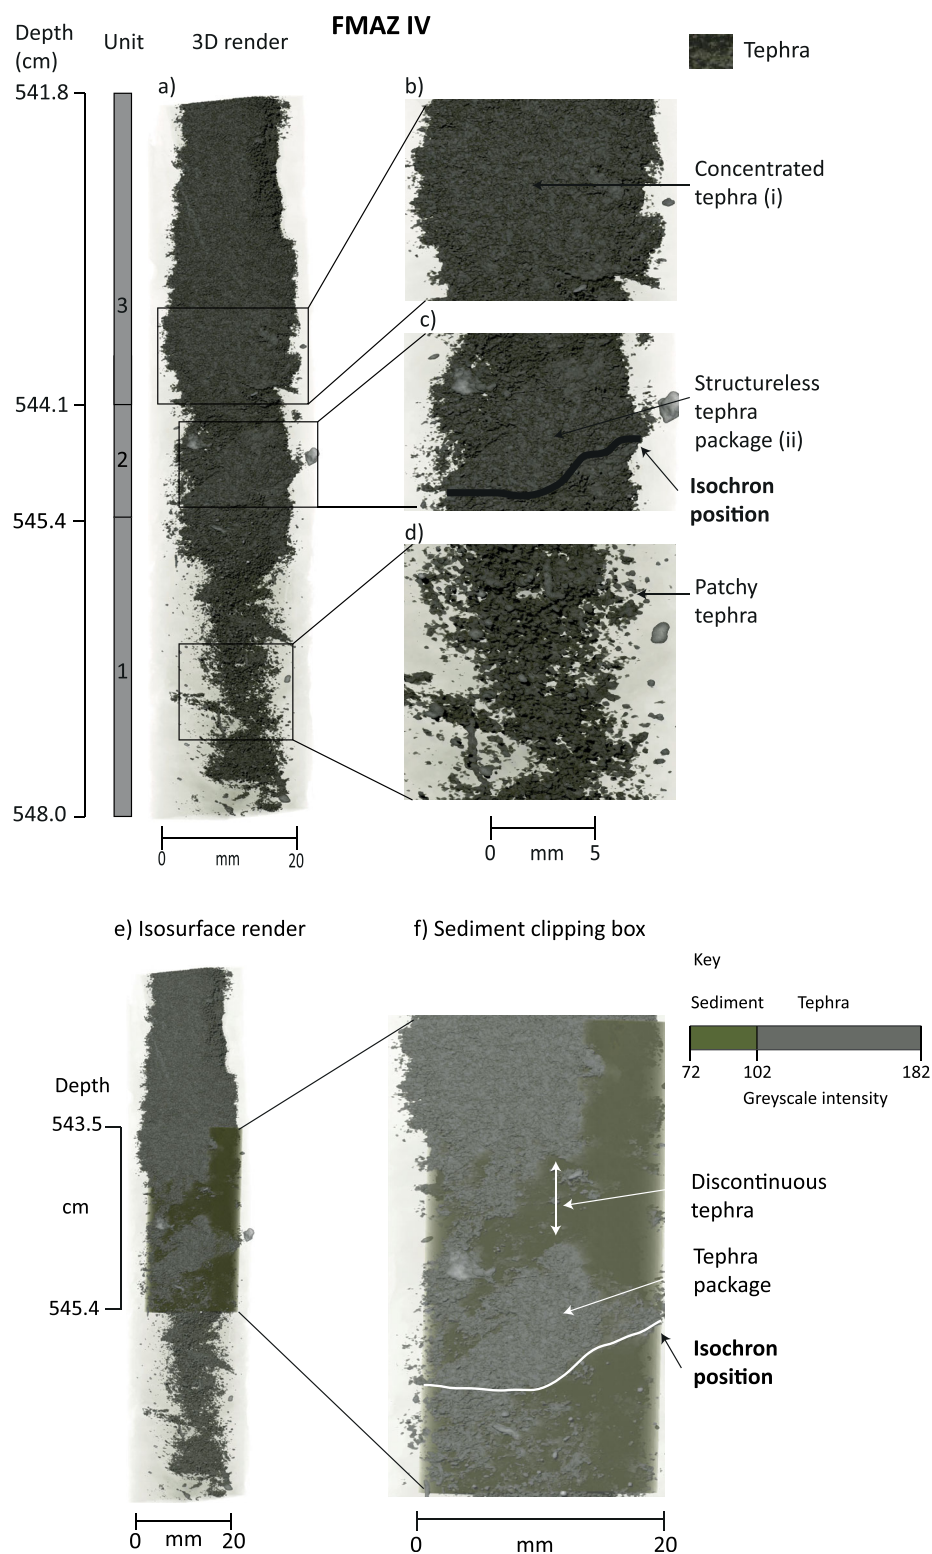 FMAZ IV
Depth
(cm)
Unit
3D render
Tephra
541.8
a)
b)
Concentrated
tephra (i)
3
c)
Structureless
tephra
package (ii)
544.1
2
Isochron
position
545.4
d)
Patchy
tephra
1
548.0
0 mm 20
0 mm 5
e) Isosurface render
f) Sediment clipping box
Key
Sediment Tephra
72 102 182
Greyscale intensity
Depth
543.5
cm
545.4
Discontinuous
tephra
Tephra
package
Isochron
position
0 mm 20
0 mm 20